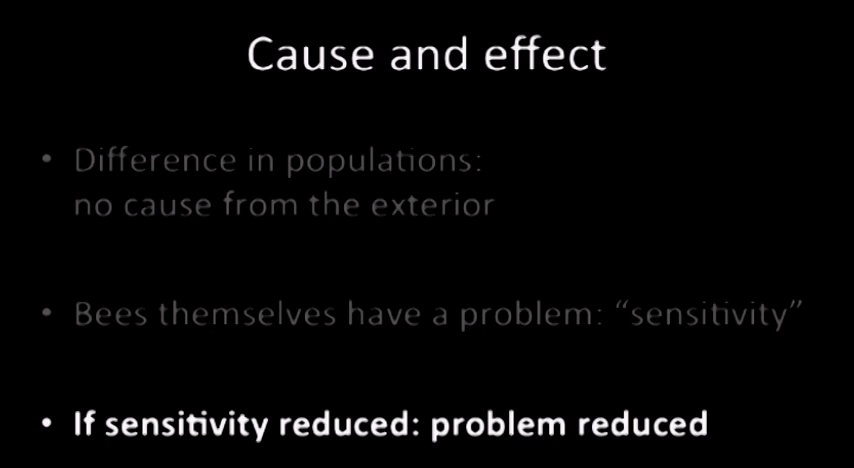 Cause and effect
• Difference in populations:
no cause from the exterior
• Bees themselves have a problem: “sensitivity”
• If sensitivity reduced: problem reduced